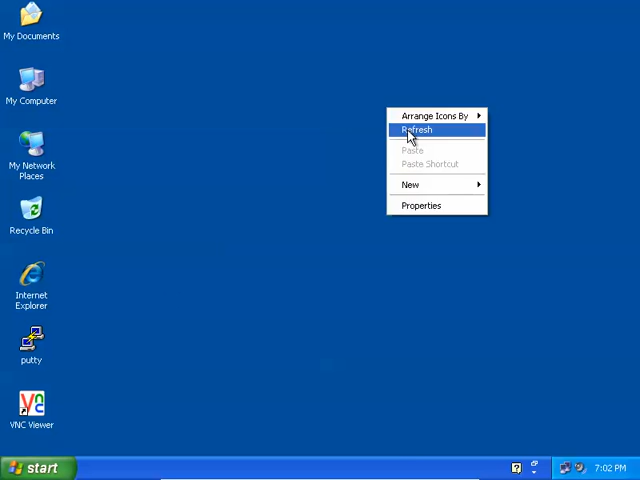 My Documents
My Computer
My Network
Places
Recycle Bin
Internet
Explorer
putty
VNC Viewer
Arrange Icons By
Refresh
Paste
Paste Shortcut
New
Properties
start
7:02 PM